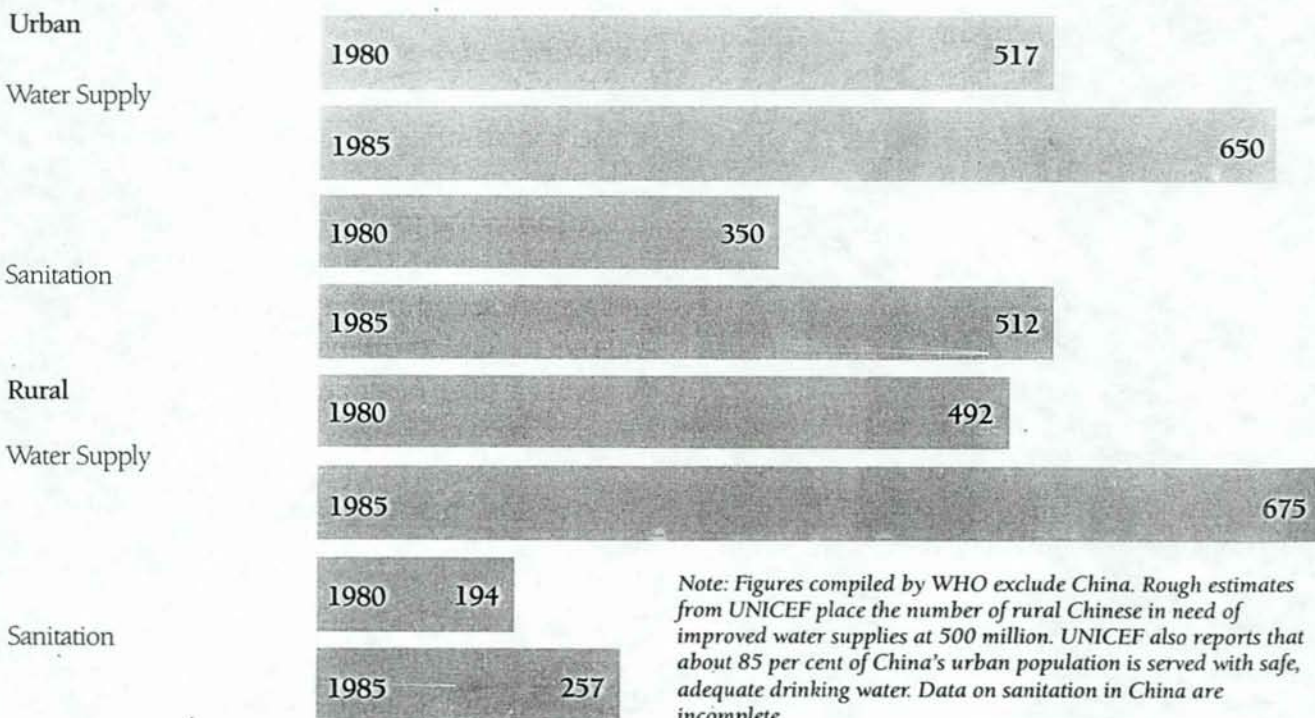 Urban
Water Supply
1980 517
1985 650
Sanitation
1980 350
1985 512
Rural
Water Supply
1980 492
1985 675
Sanitation
1980 194
1985 257
Note: Figures compiled by WHO exclude China. Rough estimates
from UNICEF place the number of rural Chinese in need of
improved water supplies at 500 million. UNICEF also reports that
about 85 per cent of China's urban population is served with safe,
adequate drinking water. Data on sanitation in China are
incomplete